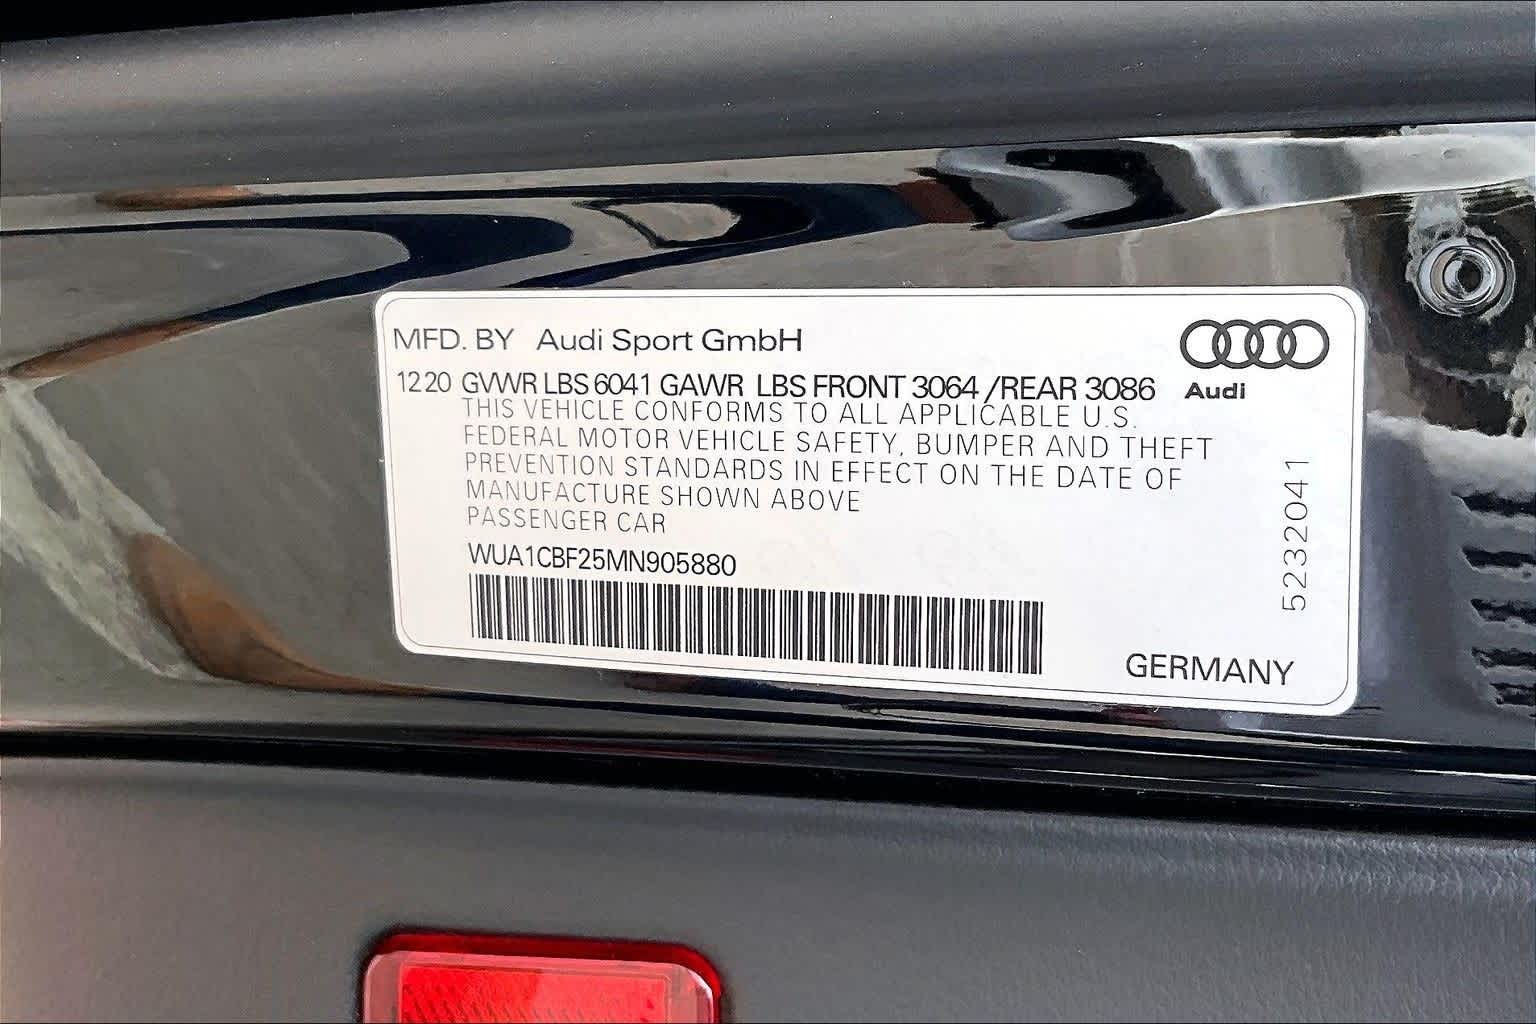 MFD. BY Audi Sport GmbH
12 20 GVWR LBS 6041 GAWR LBS FRONT 3064 /REAR 3086
Audi
THIS VEHICLE CONFORMS TO ALL APPLICABLE U.S.
FEDERAL MOTOR VEHICLE SAFETY, BUMPER AND THEFT
PREVENTION STANDARDS IN EFFECT ON THE DATE OF
MANUFACTURE SHOWN ABOVE
PASSENGER CAR
WUA1CBF25MN905880
5232041
GERMANY